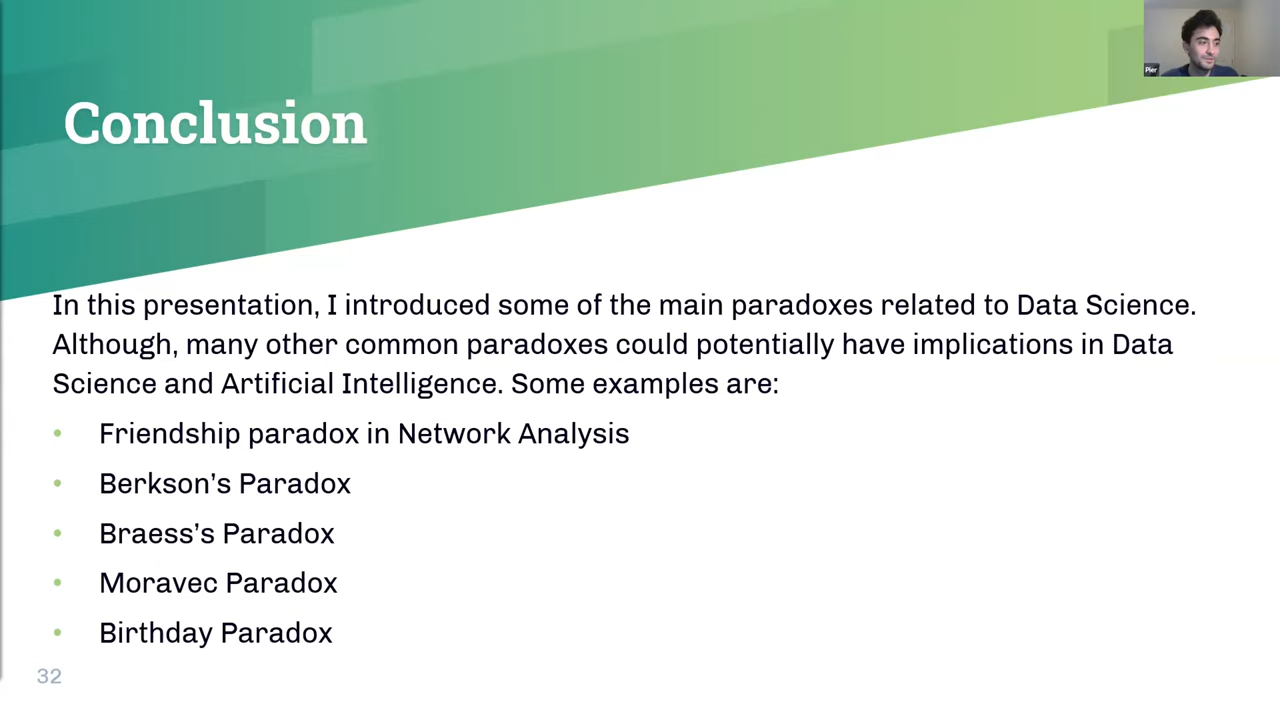 Pier
Conclusion
In this presentation, I introduced some of the main paradoxes related to Data Science.
Although, many other common paradoxes could potentially have implications in Data
Science and Artificial Intelligence. Some examples are:
• Friendship paradox in Network Analysis
• Berkson’s Paradox
• Braess’s Paradox
• Moravec Paradox
• Birthday Paradox
32